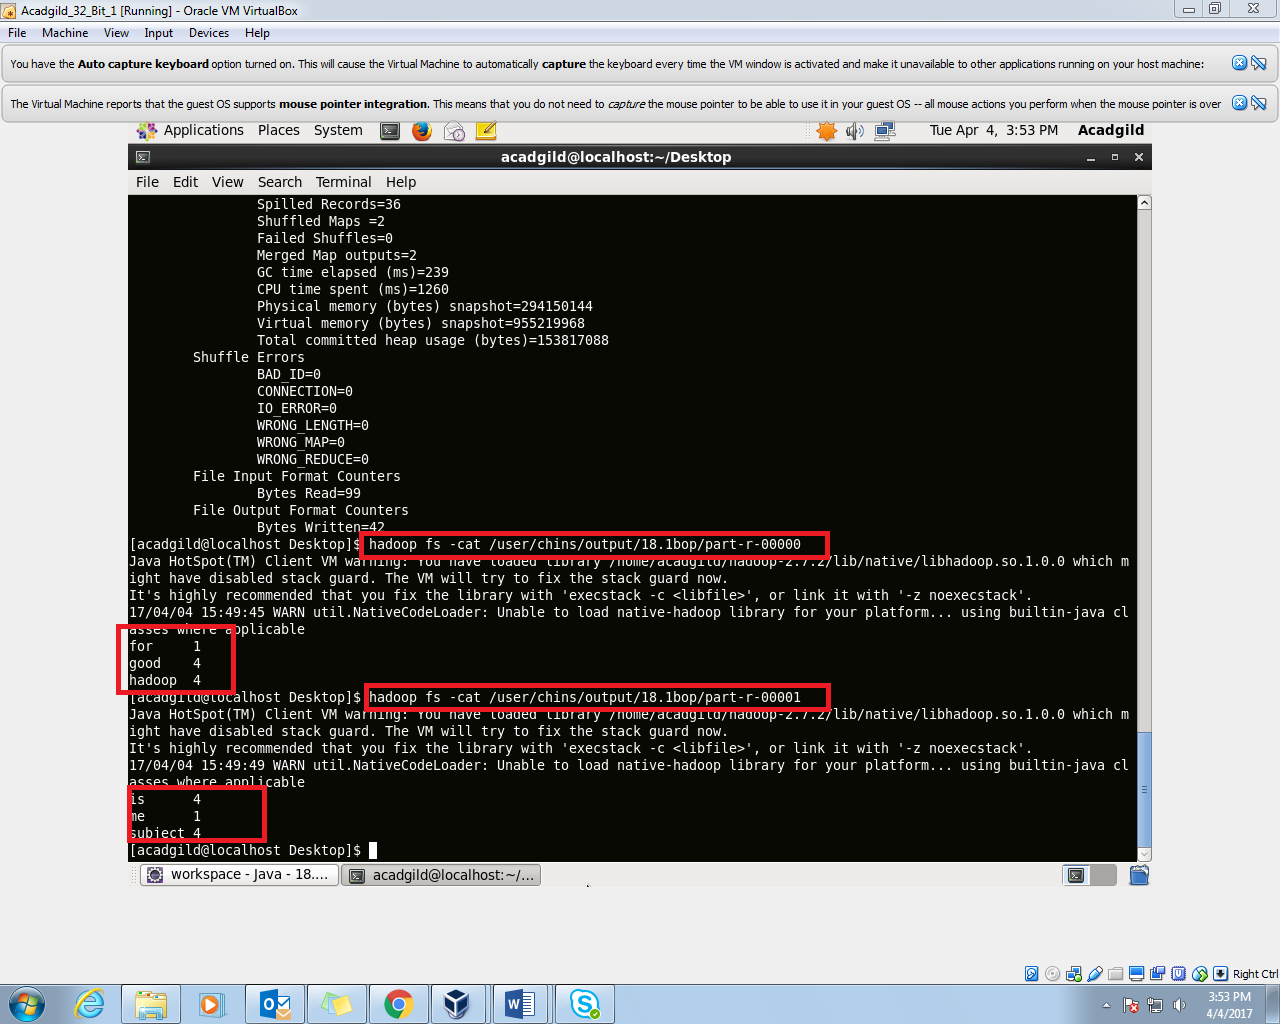 Acadgild_32_Bit_1 [Running] - Oracle VM VirtualBox
File Machine View Input Devices Help
You have the Auto capture keyboard option turned on. This will cause the Virtual Machine to automatically capture the keyboard every time the VM window is activated and make it unavailable to other applications running on your host machine:
The Virtual Machine reports that the guest OS supports mouse pointer integration. This means that you do not need to capture the mouse pointer to be able to use it in your guest OS -- all mouse actions you perform when the mouse pointer is over
Applications Places System Tue Apr 4, 3:53 PM Acadgild
acadgild@localhost:~/Desktop
File Edit View Search Terminal Help
Spilled Records=36
Shuffled Maps =2
Failed Shuffles=0
Merged Map outputs=2
GC time elapsed (ms)=239
CPU time spent (ms)=1260
Physical memory (bytes) snapshot=294150144
Virtual memory (bytes) snapshot=955219968
Total committed heap usage (bytes)=153817088
Shuffle Errors
BAD_ID=0
CONNECTION=0
IO_ERROR=0
WRONG_LENGTH=0
WRONG_MAP=0
WRONG_REDUCE=0
File Input Format Counters
Bytes Read=99
File Output Format Counters
Bytes Written=42
[acadgild@localhost Desktop]$ hadoop fs -cat /user/chins/output/18.1bop/part-r-00000
Java HotSpot(TM) Client VM warning: You have loaded library /home/acadgild/hadoop-2.7.2/lib/native/libhadoop.so.1.0.0 which m
ight have disabled stack guard. The VM will try to fix the stack guard now.
It's highly recommended that you fix the library with 'execstack -c <libfile>', or link it with '-z noexecstack'.
17/04/04 15:49:45 WARN util.NativeCodeLoader: Unable to load native-hadoop library for your platform... using builtin-java cl
asses where applicable
for 1
good 4
hadoop 4
[acadgild@localhost Desktop]$ hadoop fs -cat /user/chins/output/18.1bop/part-r-00001
Java HotSpot(TM) Client VM warning: You have loaded library /home/acadgild/hadoop-2.7.2/lib/native/libhadoop.so.1.0.0 which m
ight have disabled stack guard. The VM will try to fix the stack guard now.
It's highly recommended that you fix the library with 'execstack -c <libfile>', or link it with '-z noexecstack'.
17/04/04 15:49:49 WARN util.NativeCodeLoader: Unable to load native-hadoop library for your platform... using builtin-java cl
asses where applicable
is 4
me 1
subject 4
[acadgild@localhost Desktop]$
workspace - Java - 18.... acadgild@localhost:~/...
Right Ctrl
3:53 PM
4/4/2017